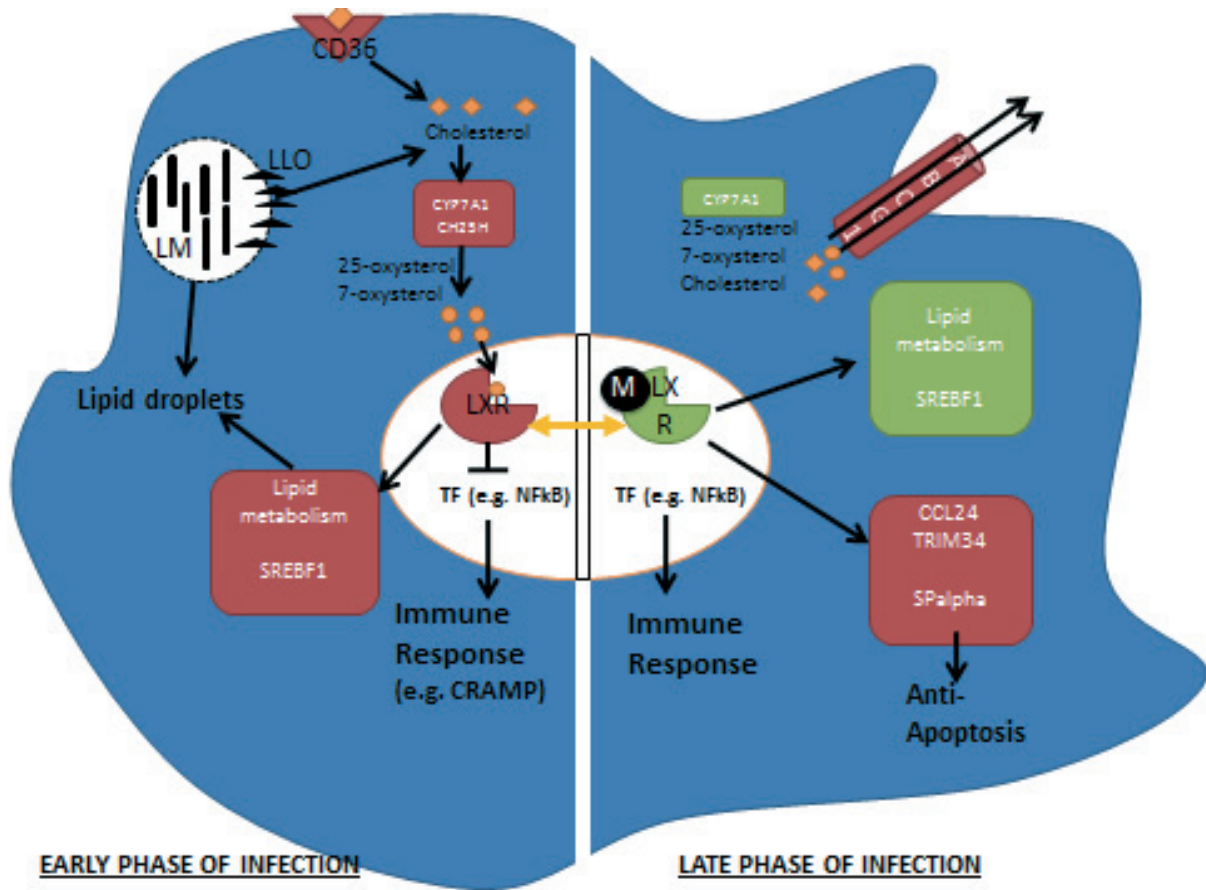 CD36
Cholesterol
LLO
LM
CYP7A1
CH25H
25-oxysterol
7-oxysterol
Lipid droplets
LXR
TF (e.g. NFkB)
Lipid
metabolism
SREBF1
Immune
Response
(e.g. CRAMP)
EARLY PHASE OF INFECTION
ABCG1
CYP7A1
25-oxysterol
7-oxysterol
Cholesterol
Lipid
metabolism
SREBF1
M
LX
R
TF (e.g. NFkB)
CCL24
TRIM34
SPalpha
Immune
Response
Anti-
Apoptosis
LATE PHASE OF INFECTION